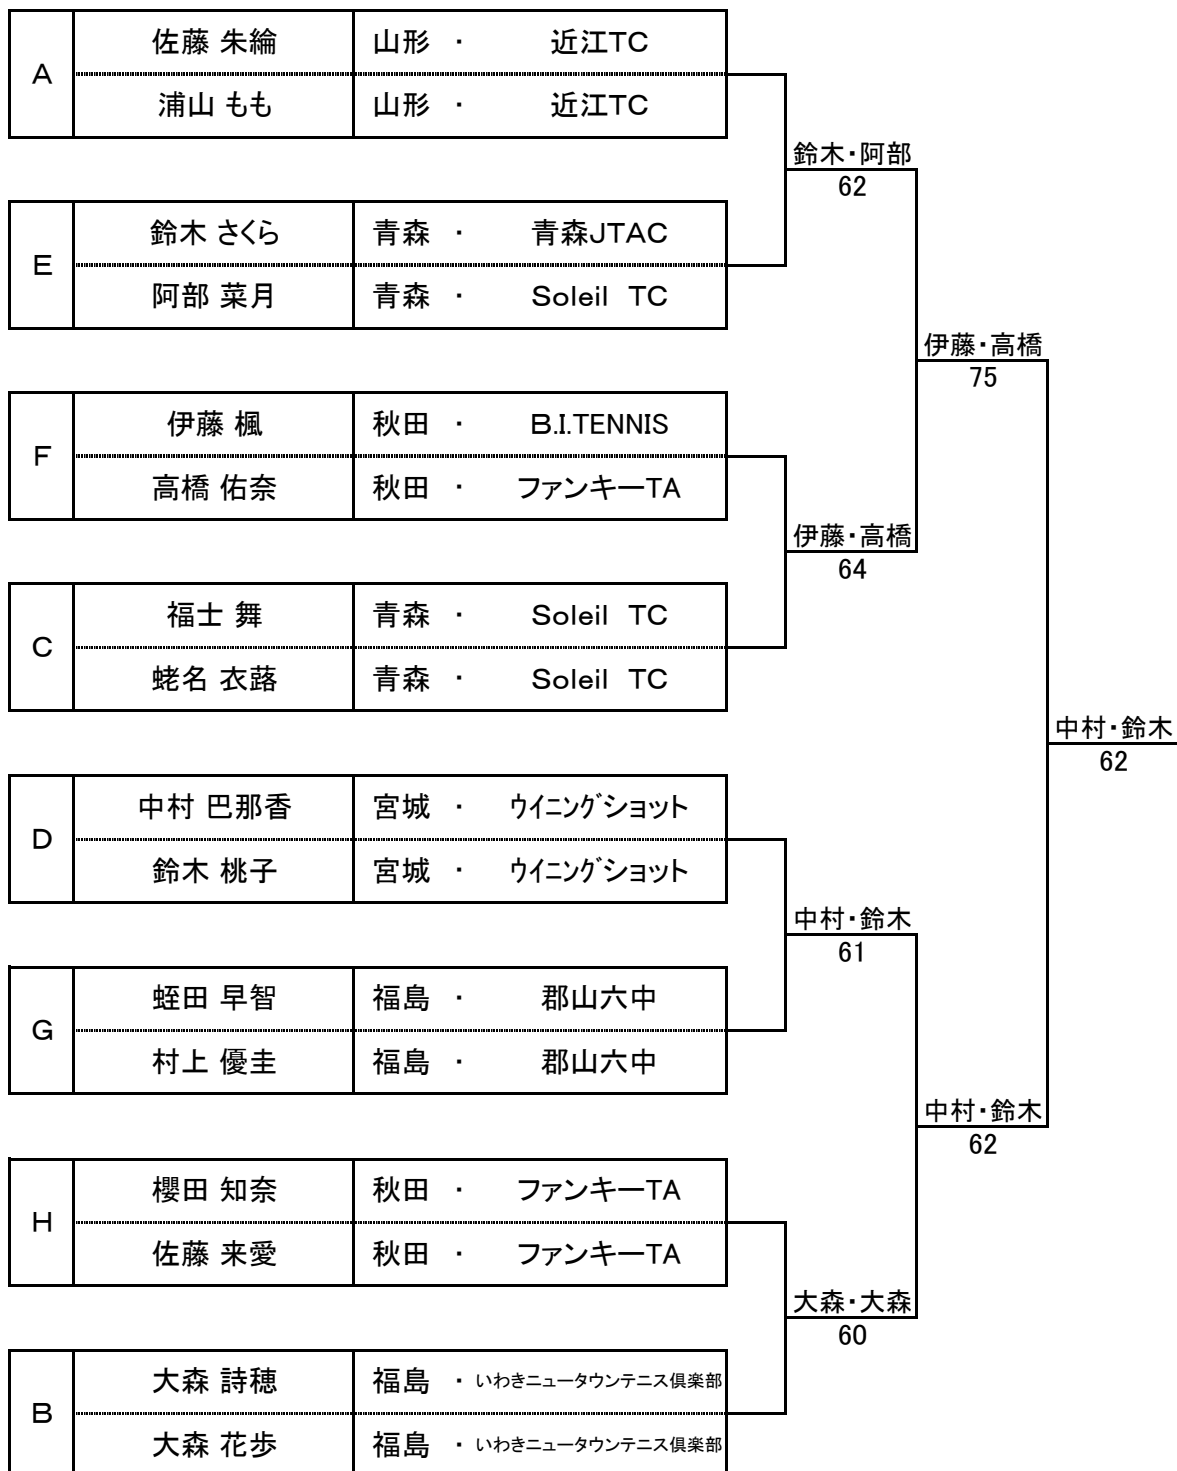 A
佐藤 朱綸 山形 ・ 近江TC
浦山 もも 山形 ・ 近江TC
鈴木・阿部
62
E
鈴木 さくら 青森 ・ 青森JTAC
阿部 菜月 青森 ・ Soleil TC
伊藤・高橋
75
F
伊藤 楓 秋田 ・ B.I.TENNIS
高橋 佑奈 秋田 ・ ファンキーTA
伊藤・高橋
64
C
福士 舞 青森 ・ Soleil TC
蛯名 衣蕗 青森 ・ Soleil TC
中村・鈴木
62
D
中村 巴那香 宮城 ・ ウイニングショット
鈴木 桃子 宮城 ・ ウイニングショット
中村・鈴木
61
G
蛭田 早智 福島 ・ 郡山六中
村上 優圭 福島 ・ 郡山六中
中村・鈴木
62
H
櫻田 知奈 秋田 ・ ファンキーTA
佐藤 来愛 秋田 ・ ファンキーTA
大森・大森
60
B
大森 詩穂 福島 ・ いわきニュータウンテニス倶楽部
大森 花歩 福島 ・ いわきニュータウンテニス倶楽部